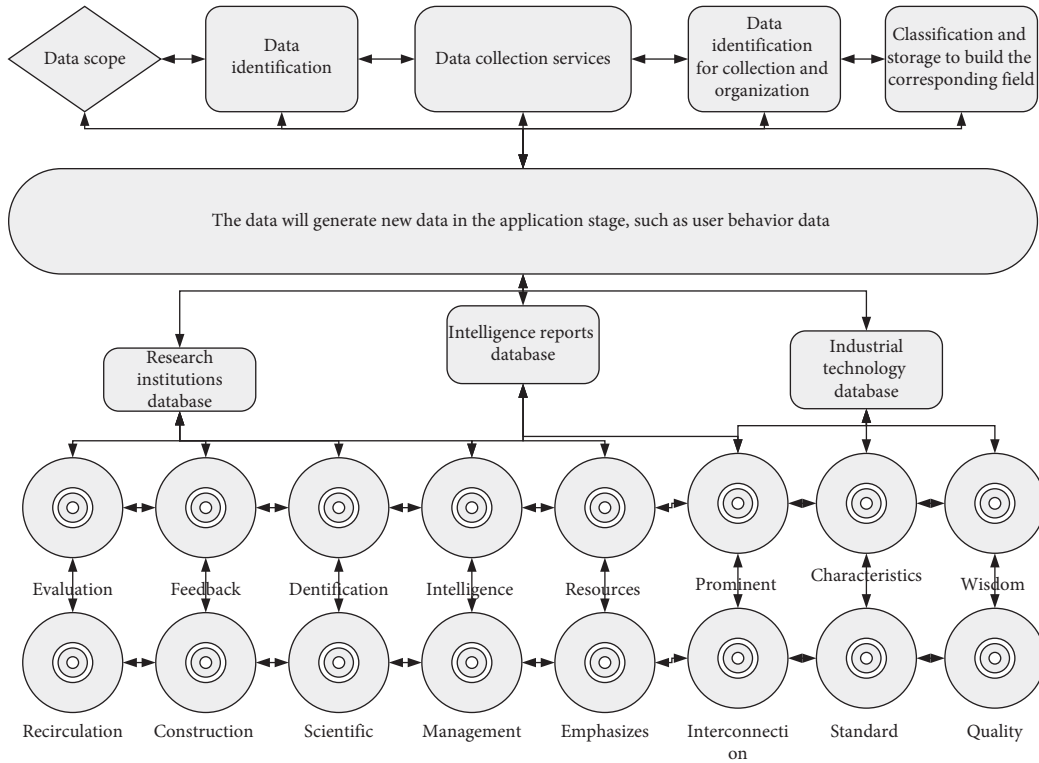 Data scope
Data
identification
Data collection services
Data
identification
for collection and
organization
Classification and
storage to build the
corresponding field
The data will generate new data in the application stage, such as user behavior data
Research
institutions
database
Intelligence reports
database
Industrial
technology
database
Evaluation
Feedback
Dentification
Intelligence
Resources
Prominent
Characteristics
Wisdom
Recirculation
Construction
Scientific
Management
Emphasizes
Interconnecti
on
Standard
Quality